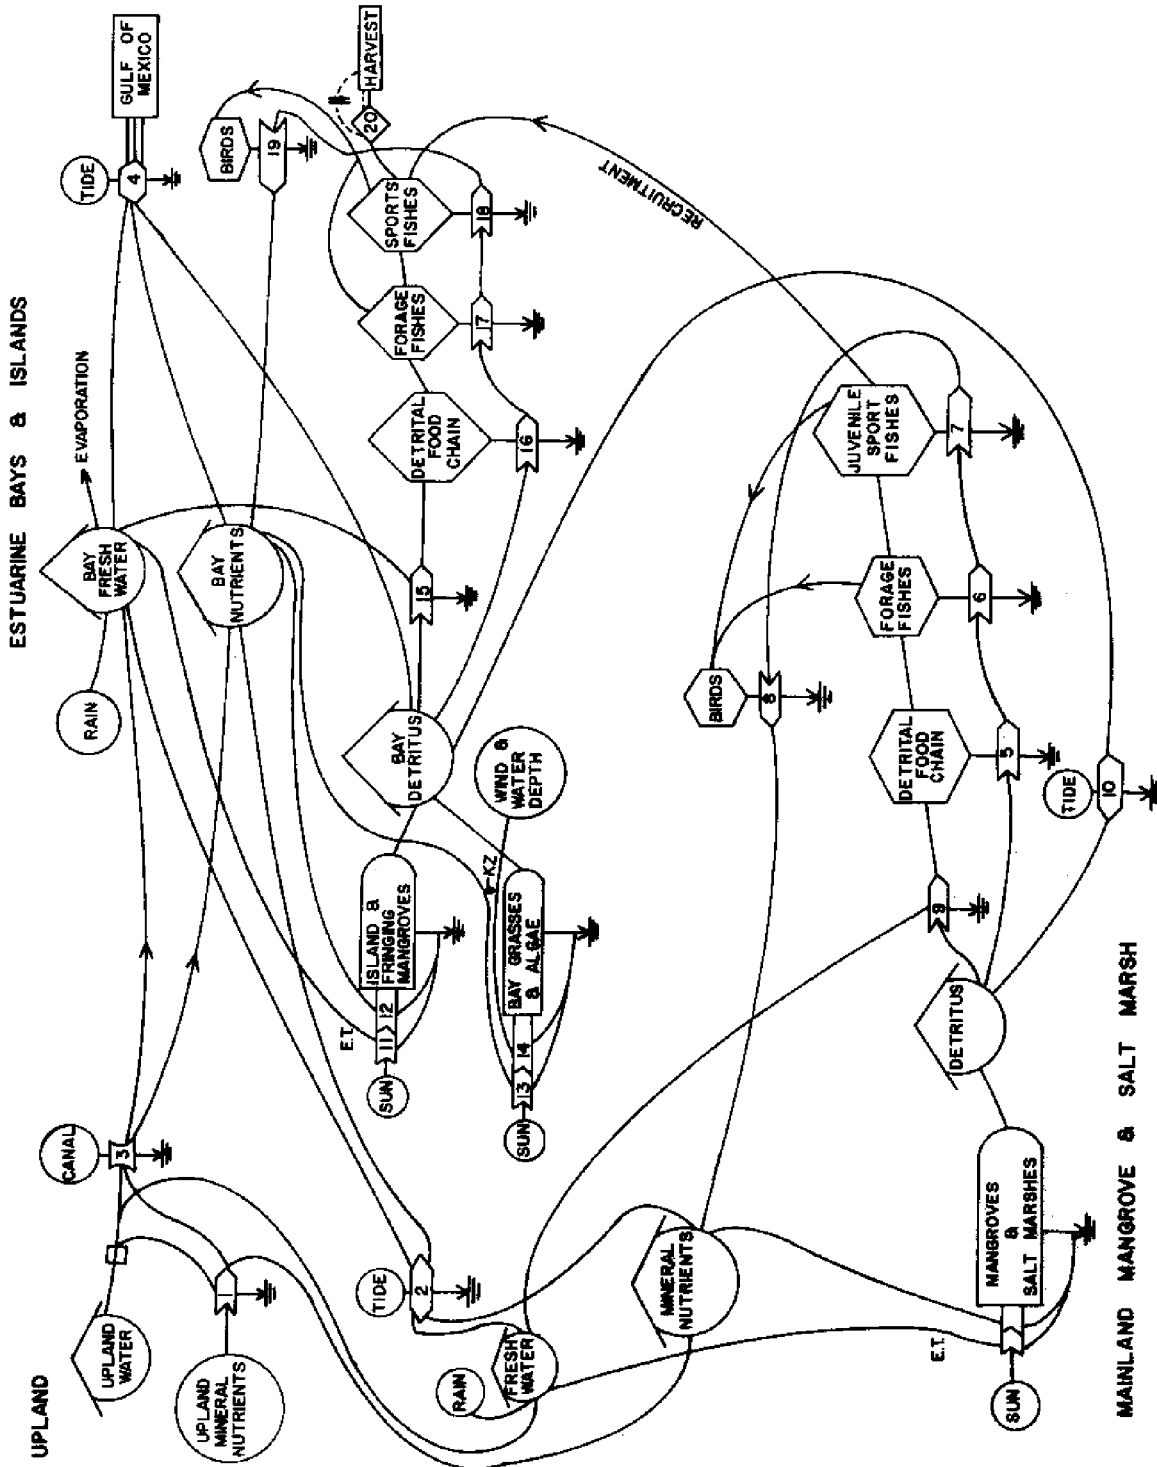 UPLAND
ESTUARINE BAYS & ISLANDS
MAINLAND MANGROVE & SALT MARSH
UPLAND
WATER
UPLAND
MINERAL
NUTRIENTS
1
CANAL
3
RAIN
BAY
FRESH
WATER
EVAPORATION
BAY
NUTRIENTS
TIDE
4
GULF OF
MEXICO
BIRDS
19
HARVEST
20
SPORTS
FISHES
18
FORAGE
FISHES
17
DETRITAL
FOOD
CHAIN
16
15
BAY
DETRITUS
WIND &
WATER
DEPTH
KZ
ISLAND &
FRINGING
MANGROVES
E.T.
11
12
SUN
BAY GRASSES
& ALGAE
13
14
SUN
TIDE
2
RAIN
FRESH
WATER
MINERAL
NUTRIENTS
E.T.
SUN
MANGROVES
&
SALT MARSHES
DETRITUS
9
DETRITAL
FOOD
CHAIN
5
FORAGE
FISHES
6
JUVENILE
SPORT
FISHES
7
BIRDS
8
TIDE
10
RECRUITMENT